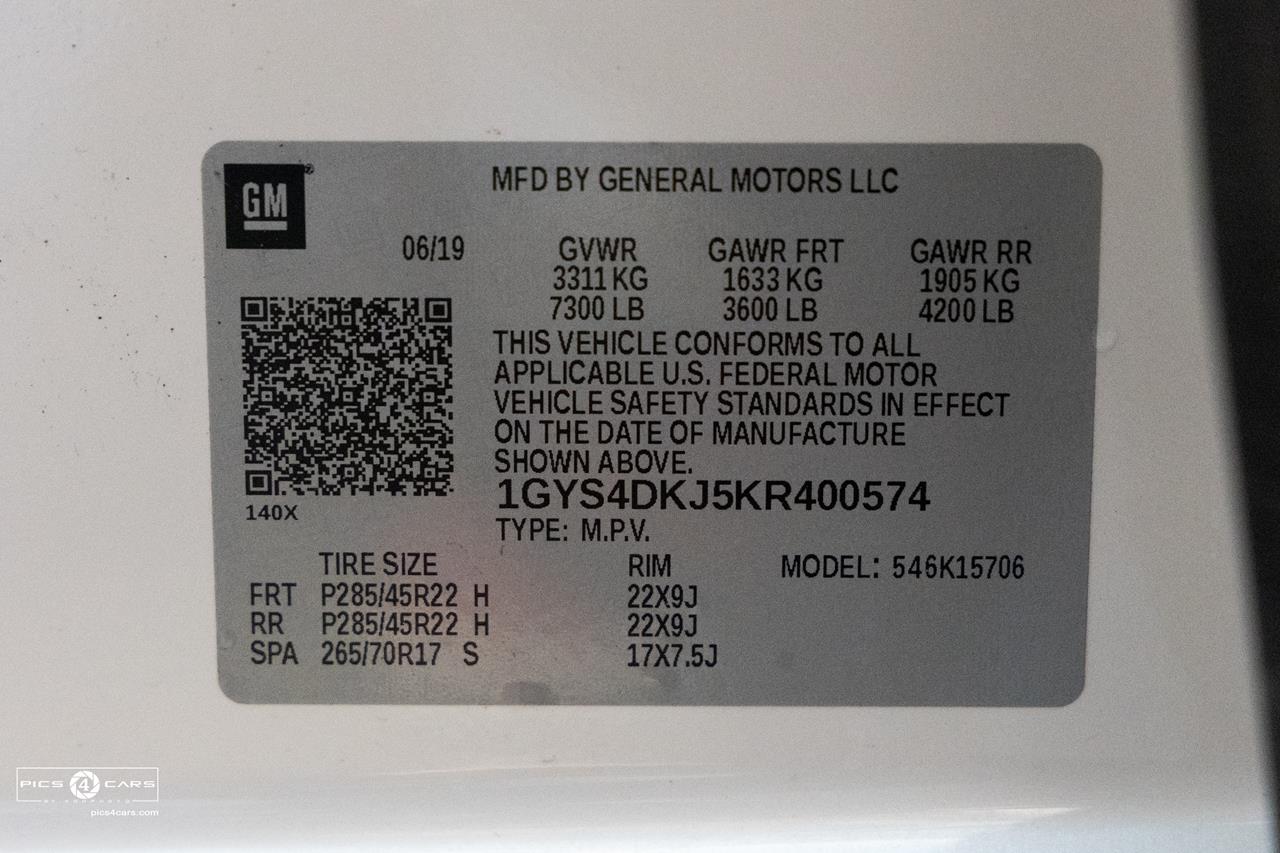 GM
MFD BY GENERAL MOTORS LLC
06/19 GVWR GAWR FRT GAWR RR
3311 KG 1633 KG 1905 KG
7300 LB 3600 LB 4200 LB
THIS VEHICLE CONFORMS TO ALL
APPLICABLE U.S. FEDERAL MOTOR
VEHICLE SAFETY STANDARDS IN EFFECT
ON THE DATE OF MANUFACTURE
SHOWN ABOVE.
1GYS4DKJ5KR400574
140X
TYPE: M.P.V.
TIRE SIZE RIM MODEL: 546K15706
FRT P285/45R22 H 22X9J
RR P285/45R22 H 22X9J
SPA 265/70R17 S 17X7.5J
PICS 4 CARS
pics4cars.com